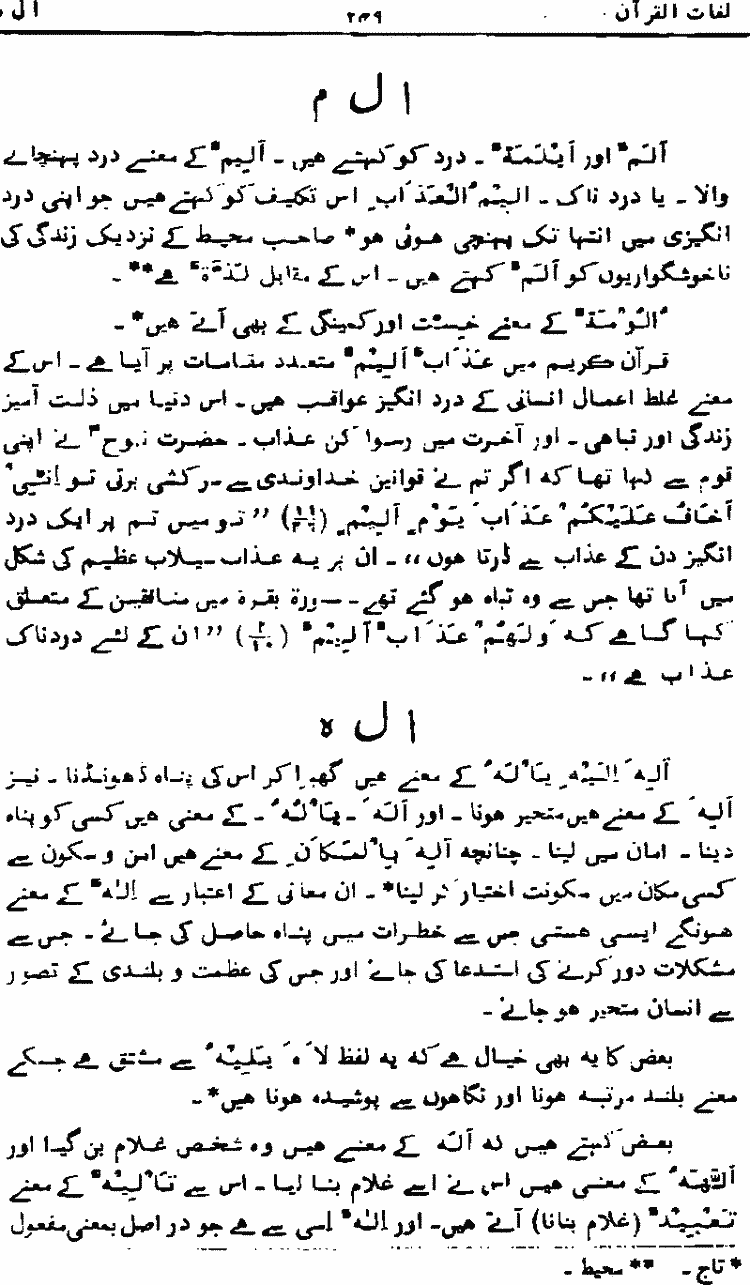 لغات القرآن ۲۴۹ ال
ا ل م
اَلَمٌ اور اَیْلَمَۃٌ ۔ درد کو کہتے ہیں ۔ اَلِیْمٌ کے معنے درد پہنچانے
والا ۔ یا درد ناک ۔ اَلِیْمُ الْعَذَابِ اس تکلیف کو کہتے ہیں جو اپنی درد
انگیزی میں انتہا تک پہنچی ہوئی ہو* صاحب محیط کے نزدیک زندگی کی
ناخوشگواریوں کو اَلَمٌ کہتے ہیں ۔ اس کے مقابل لَذَّۃٌ ہے** ۔
اُلُوْمَۃٌ کے معنے خِسّت اور کمینگی کے بھی آتے ہیں* ۔
قرآن کریم میں عَذَابٌ اَلِیْمٌ متعدد مقامات پر آیا ہے ۔ اس کے
معنے غلط اعمال انسانی کے درد انگیز عواقب ہیں ۔ اس دنیا میں ذلت آمیز
زندگی اور تباہی ۔ اور آخرت میں رسوا کن عذاب ۔ حضرت نوحؑ نے اپنی
قوم سے کہا تھا کہ اگر تم نے قوانین خداوندی سے سرکشی برتی تو اِنِّیْ
اَخَافُ عَلَیْکُمْ عَذَابَ یَوْمٍ اَلِیْمٍ (۱۱/۲۶) ’’تو میں تم پر ایک درد
انگیز دن کے عذاب سے ڈرتا ہوں‘‘ ۔ ان پر یہ عذاب سیلاب عظیم کی شکل
میں آیا تھا جس سے وہ تباہ ہو گئے تھے ۔ سورۃ بقرۃ میں منافقین کے متعلق
کہا گیا ہے کہ وَلَہُمْ عَذَابٌ اَلِیْمٌ (۲/۱۰) ’’ان کے لئے دردناک
عذاب ہے‘‘ ۔
ا ل ہ
اَلِہَ اِلَیْہِ یَاْلَہُ کے معنے ہیں گھبرا کر اس کی پناہ ڈھونڈنا ۔ نیز
اَلِہَ کے معنے ہیں متحیر ہونا ۔ اور اَلَہَ ۔ یَاْلَہُ ۔ کے معنی ہیں کسی کو پناہ
دینا ۔ امان میں لینا ۔ چنانچہ اَلِہَ بِالْمَکَانِ کے معنے ہیں امن و سکون سے
کسی مکان میں سکونت اختیار کر لینا* ۔ ان معانی کے اعتبار سے اِلٰہٌ کے معنے
ہونگے ایسی ہستی جس سے خطرات میں پناہ حاصل کی جائے ۔ جس سے
مشکلات دور کرنے کی استدعا کی جائے اور جس کی عظمت و بلندی کے تصور
سے انسان متحیر ہو جائے ۔
بعض کا یہ بھی خیال ہے کہ یہ لفظ لَاہَ یَلِیْہُ سے مشتق ہے جسکے
معنے بلند مرتبہ ہونا اور نگاہوں سے پوشیدہ ہونا ہیں* ۔
بعض کہتے ہیں کہ اَلَہَ کے معنے ہیں وہ شخص غلام بن گیا اور
اَلَّہَہٗ کے معنی ہیں اس نے اسے غلام بنا لیا ۔ اس سے تَاْلِیْہٌ کے معنے
تَعْبِیْدٌ (غلام بنانا) آتے ہیں۔ اور اِلٰہٌ اِسی سے ہے جو در اصل بمعنی مفعول
* تاج ۔ ** محیط ۔